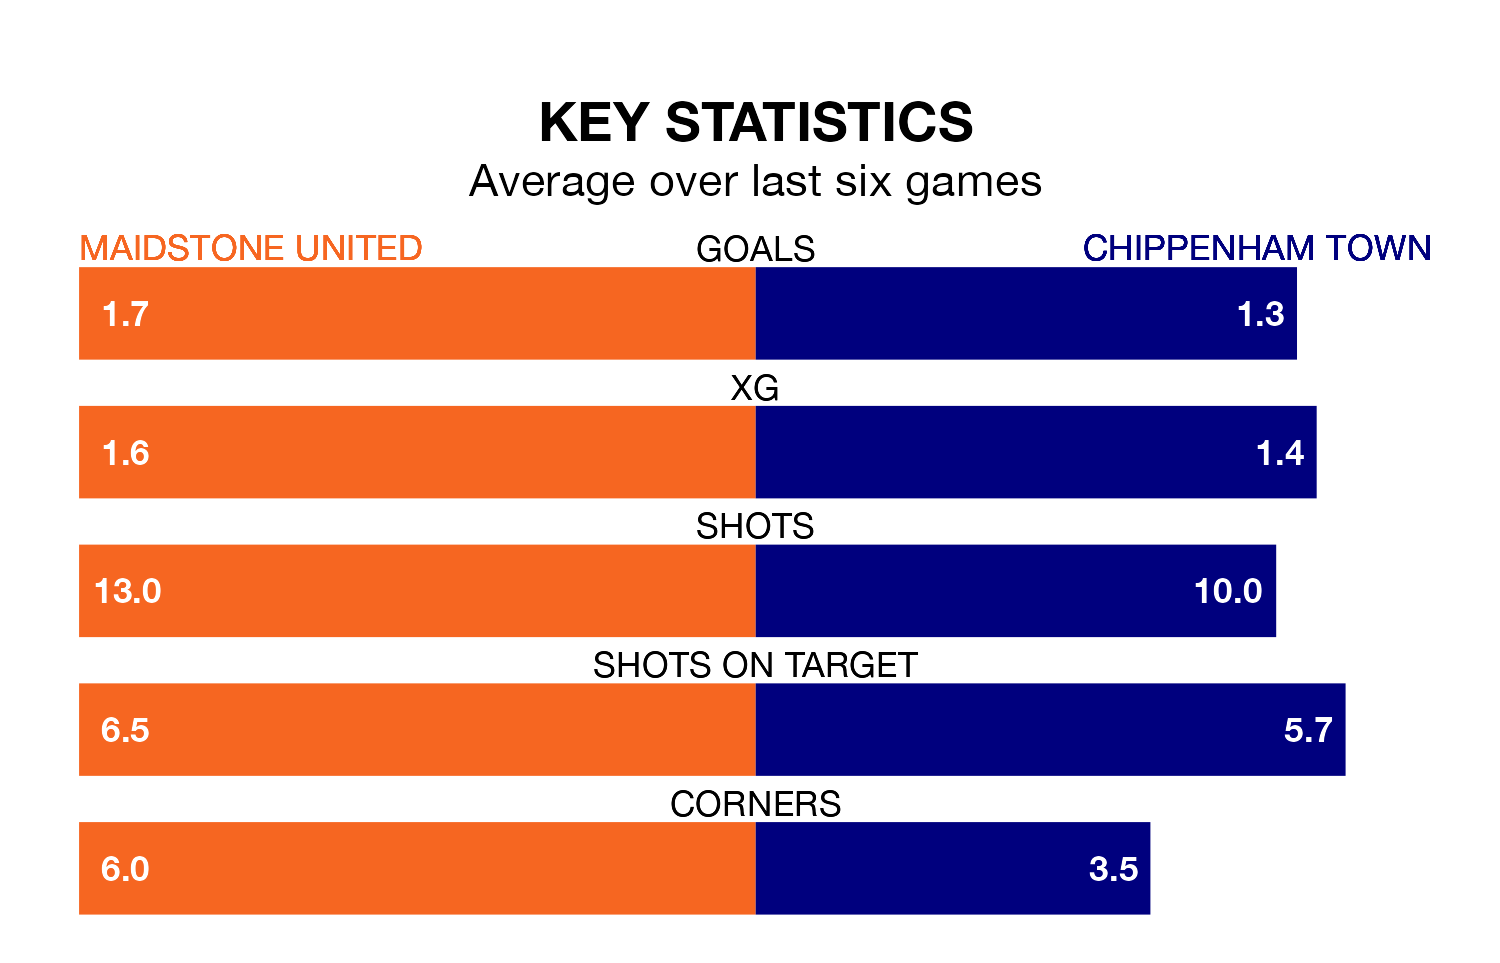 KEY STATISTICS
Average over last six games
MAIDSTONE UNITED GOALS CHIPPENHAM TOWN
1.7 1.3
XG
1.6 1.4
SHOTS
13.0 10.0
SHOTS ON TARGET
6.5 5.7
CORNERS
6.0 3.5